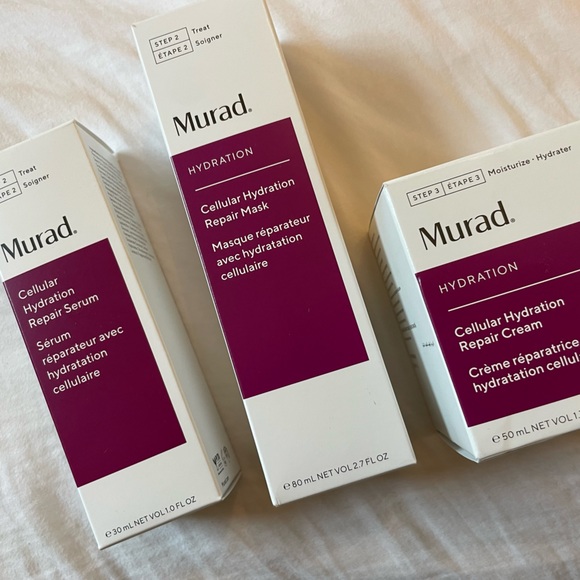 2 Treat
APE 2 Soigner
Murad.
Cellular
Hydration
Repair Serum
Sérum
réparateur avec
hydratation
cellulaire
e 30 mL NET VOL 1.0 FL OZ
STEP 2 Treat
ÉTAPE 2 Soigner
Murad.
HYDRATION
Cellular Hydration
Repair Mask
Masque réparateur
avec hydratation
cellulaire
e 80 mL NET VOL 2.7 FL OZ
STEP 3 ÉTAPE 3 Moisturize · Hydrater
Murad.
HYDRATION
Cellular Hydration
Repair Cream
Crème réparatrice
hydratation cellul
e 50 mL NET VOL 1.